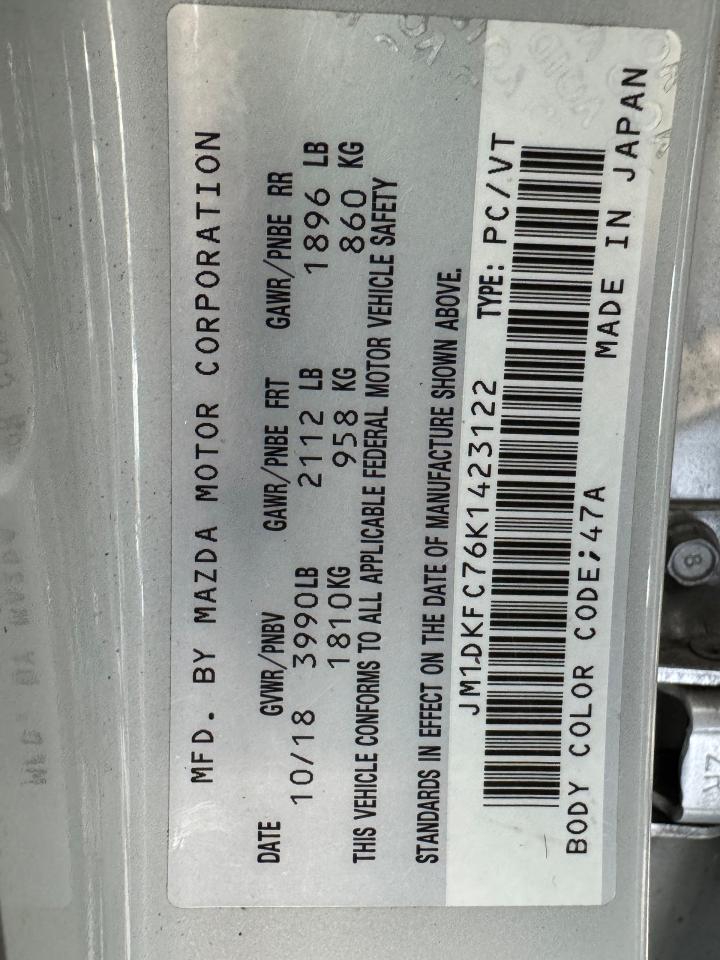 MFD. BY MAZDA MOTOR CORPORATION
DATE GVWR/PNBV GAWR/PNBE FRT GAWR/PNBE RR
10/18 3990LB 2112 LB 1896 LB
1810KG 958 KG 860 KG
THIS VEHICLE CONFORMS TO ALL APPLICABLE FEDERAL MOTOR VEHICLE SAFETY
STANDARDS IN EFFECT ON THE DATE OF MANUFACTURE SHOWN ABOVE.
JM1DKFC76K1423122 TYPE: PC/VT
BODY COLOR CODE;47A MADE IN JAPAN
8